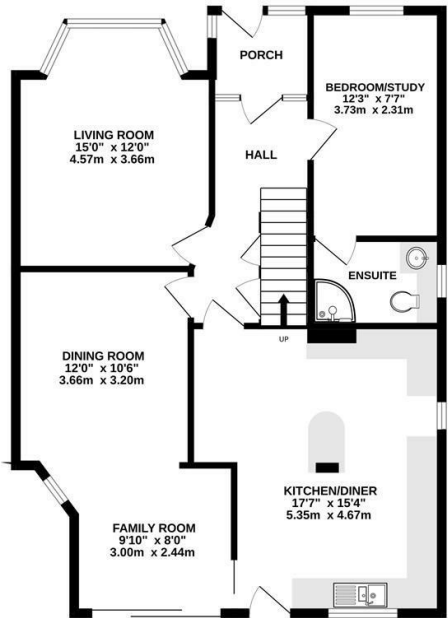 PORCH
BEDROOM/STUDY
12'3" x 7'7"
3.73m x 2.31m
LIVING ROOM
15'0" x 12'0"
4.57m x 3.66m
HALL
ENSUITE
UP
DINING ROOM
12'0" x 10'6"
3.66m x 3.20m
KITCHEN/DINER
17'7" x 15'4"
5.35m x 4.67m
FAMILY ROOM
9'10" x 8'0"
3.00m x 2.44m